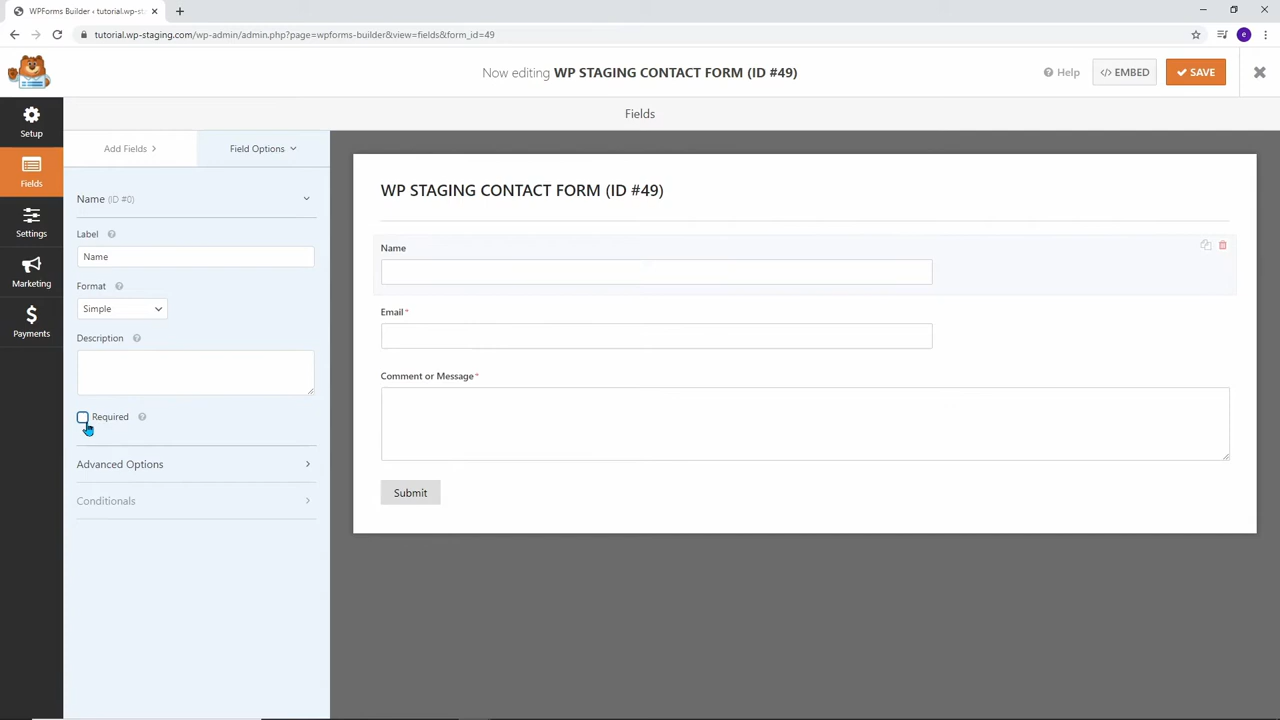 WPForms Builder ‹ tutorial.wp-st
tutorial.wp-staging.com/wp-admin/admin.php?page=wpforms-builder&view=fields&form_id=49
e
Now editing WP STAGING CONTACT FORM (ID #49)
Help
</> EMBED
SAVE
Setup
Fields
Settings
Marketing
Payments
Fields
Add Fields
Field Options
Name (ID #0)
Label
Name
Format
Simple
Description
Required
Advanced Options
Conditionals
WP STAGING CONTACT FORM (ID #49)
Name
Email *
Comment or Message *
Submit